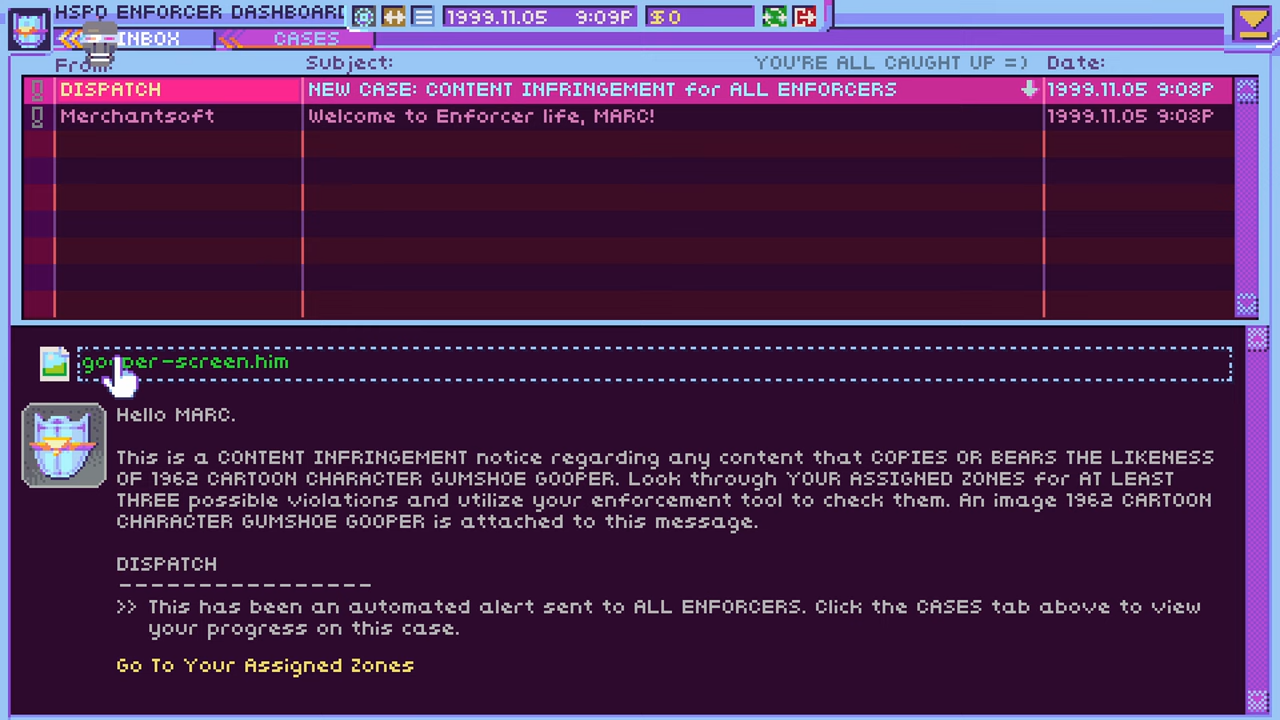 HSPD ENFORCER DASHBOARD
1999.11.05 9:09P 0
INBOX CASES
From: Subject: YOU'RE ALL CAUGHT UP =) Date:
DISPATCH NEW CASE: CONTENT INFRINGEMENT for ALL ENFORCERS 1999.11.05 9:08P
Merchantsoft Welcome to Enforcer life, MARC! 1999.11.05 9:08P
gooper-screen.him
Hello MARC.
This is a CONTENT INFRINGEMENT notice regarding any content that COPIES OR BEARS THE LIKENESS
OF 1962 CARTOON CHARACTER GUMSHOE GOOPER. Look through YOUR ASSIGNED ZONES for AT LEAST
THREE possible violations and utilize your enforcement tool to check them. An image 1962 CARTOON
CHARACTER GUMSHOE GOOPER is attached to this message.
DISPATCH
----------------
>> This has been an automated alert sent to ALL ENFORCERS. Click the CASES tab above to view
your progress on this case.
Go To Your Assigned Zones